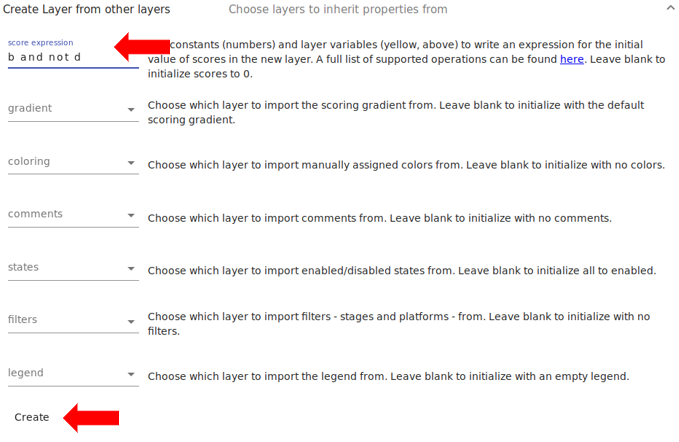 Create Layer from other layers Choose layers to inherit properties from
score expression
b and not d
constants (numbers) and layer variables (yellow, above) to write an expression for the initial
value of scores in the new layer. A full list of supported operations can be found here. Leave blank to
initialize scores to 0.
gradient
Choose which layer to import the scoring gradient from. Leave blank to initialize with the default
scoring gradient.
coloring
Choose which layer to import manually assigned colors from. Leave blank to initialize with no colors.
comments
Choose which layer to import comments from. Leave blank to initialize with no comments.
states
Choose which layer to import enabled/disabled states from. Leave blank to initialize all to enabled.
filters
Choose which layer to import filters - stages and platforms - from. Leave blank to initialize with no
filters.
legend
Choose which layer to import the legend from. Leave blank to initialize with an empty legend.
Create